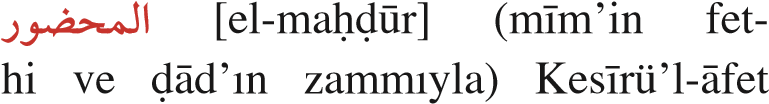 المحضور [el-maḥḍūr] (mīm’in fet-
hi ve ḍād’ın zammıyla) Kesīrü’l-āfet